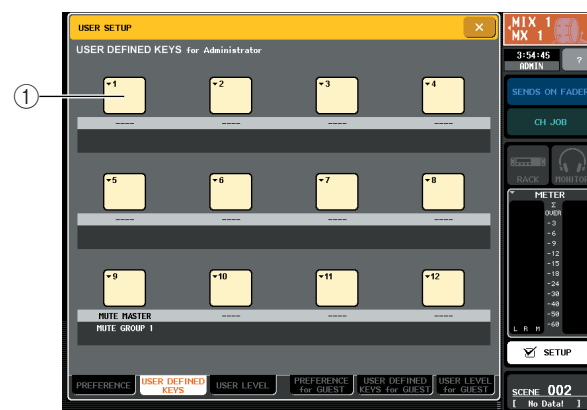 USER SETUP
×
USER DEFINED KEYS for Administrator
1
1
2
3
4
---- ---- ---- ----
5
6
7
8
---- ---- ---- ----
9
10
11
12
MUTE MASTER ---- ---- ----
MUTE GROUP 1
PREFERENCE
USER DEFINED
KEYS
USER LEVEL
PREFERENCE
for GUEST
USER DEFINED
KEYS for GUEST
USER LEVEL
for GUEST
MIX 1
MX 1
3:54:45
ADMIN
?
SENDS ON FADER
CH JOB
RACK
MONITOR
METER
Σ
OVER
-3
-6
-9
-12
-15
-18
-24
-30
-40
-50
-60
L R M
SETUP
SCENE 002
[ No Data! ]